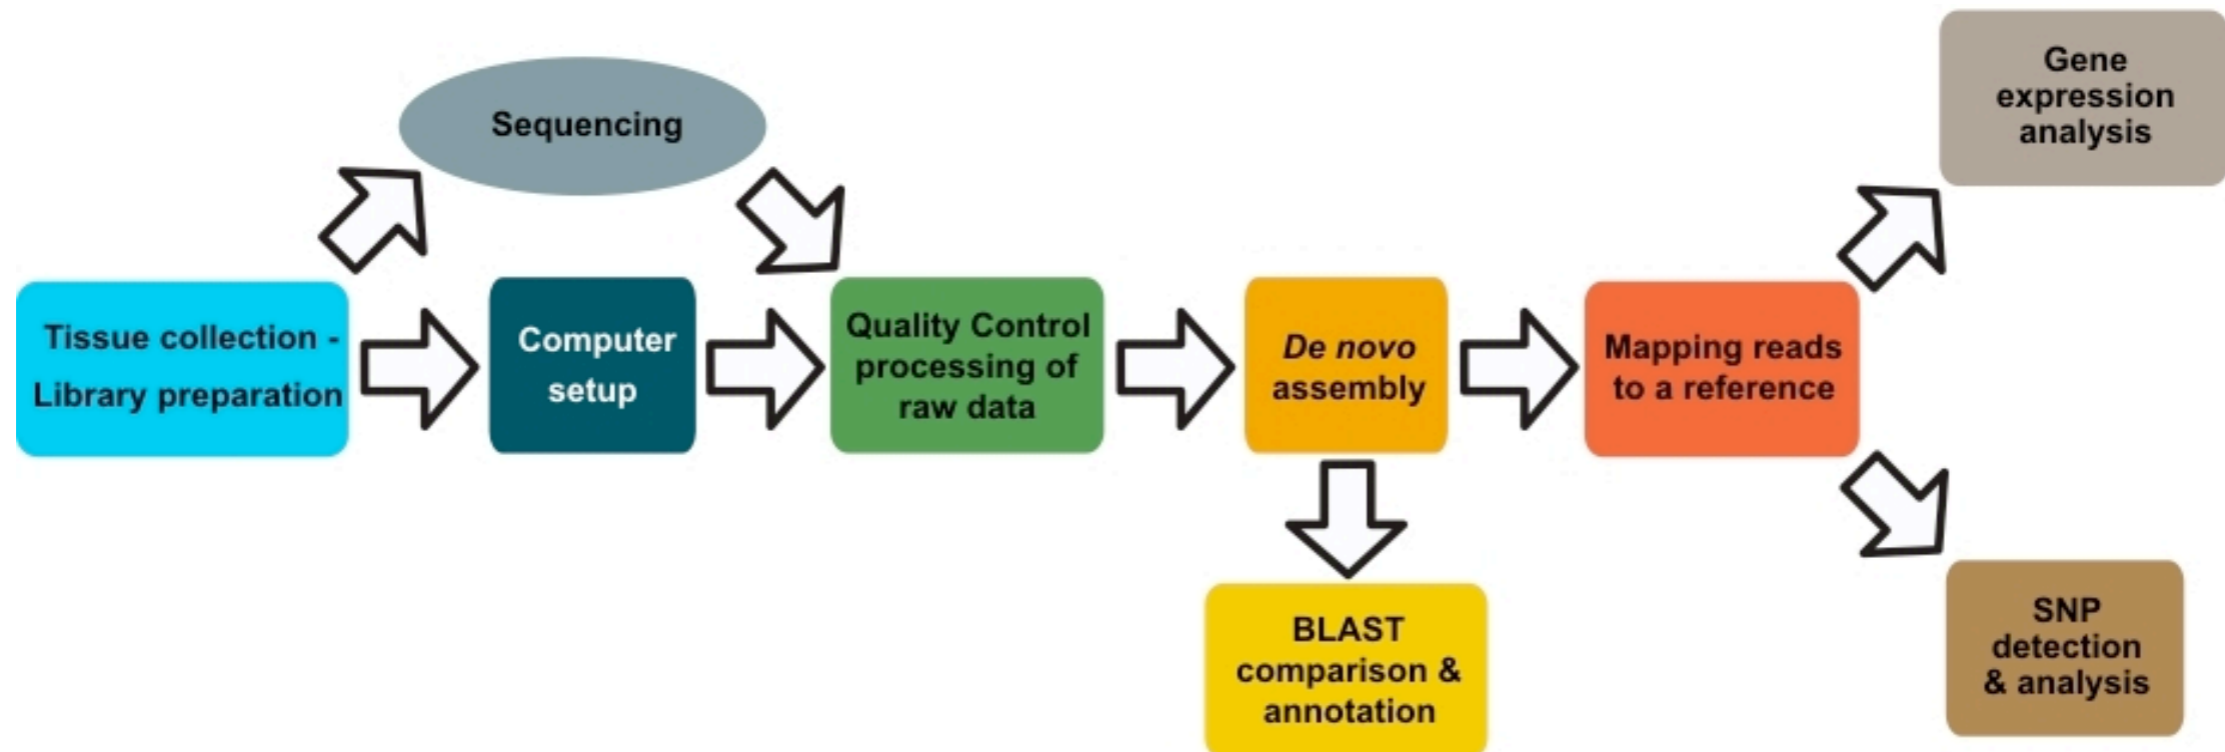 Sequencing
Gene
expression
analysis
Tissue collection -
Library preparation
Computer
setup
Quality Control
processing of
raw data
De novo
assembly
Mapping reads
to a reference
BLAST
comparison &
annotation
SNP
detection
& analysis